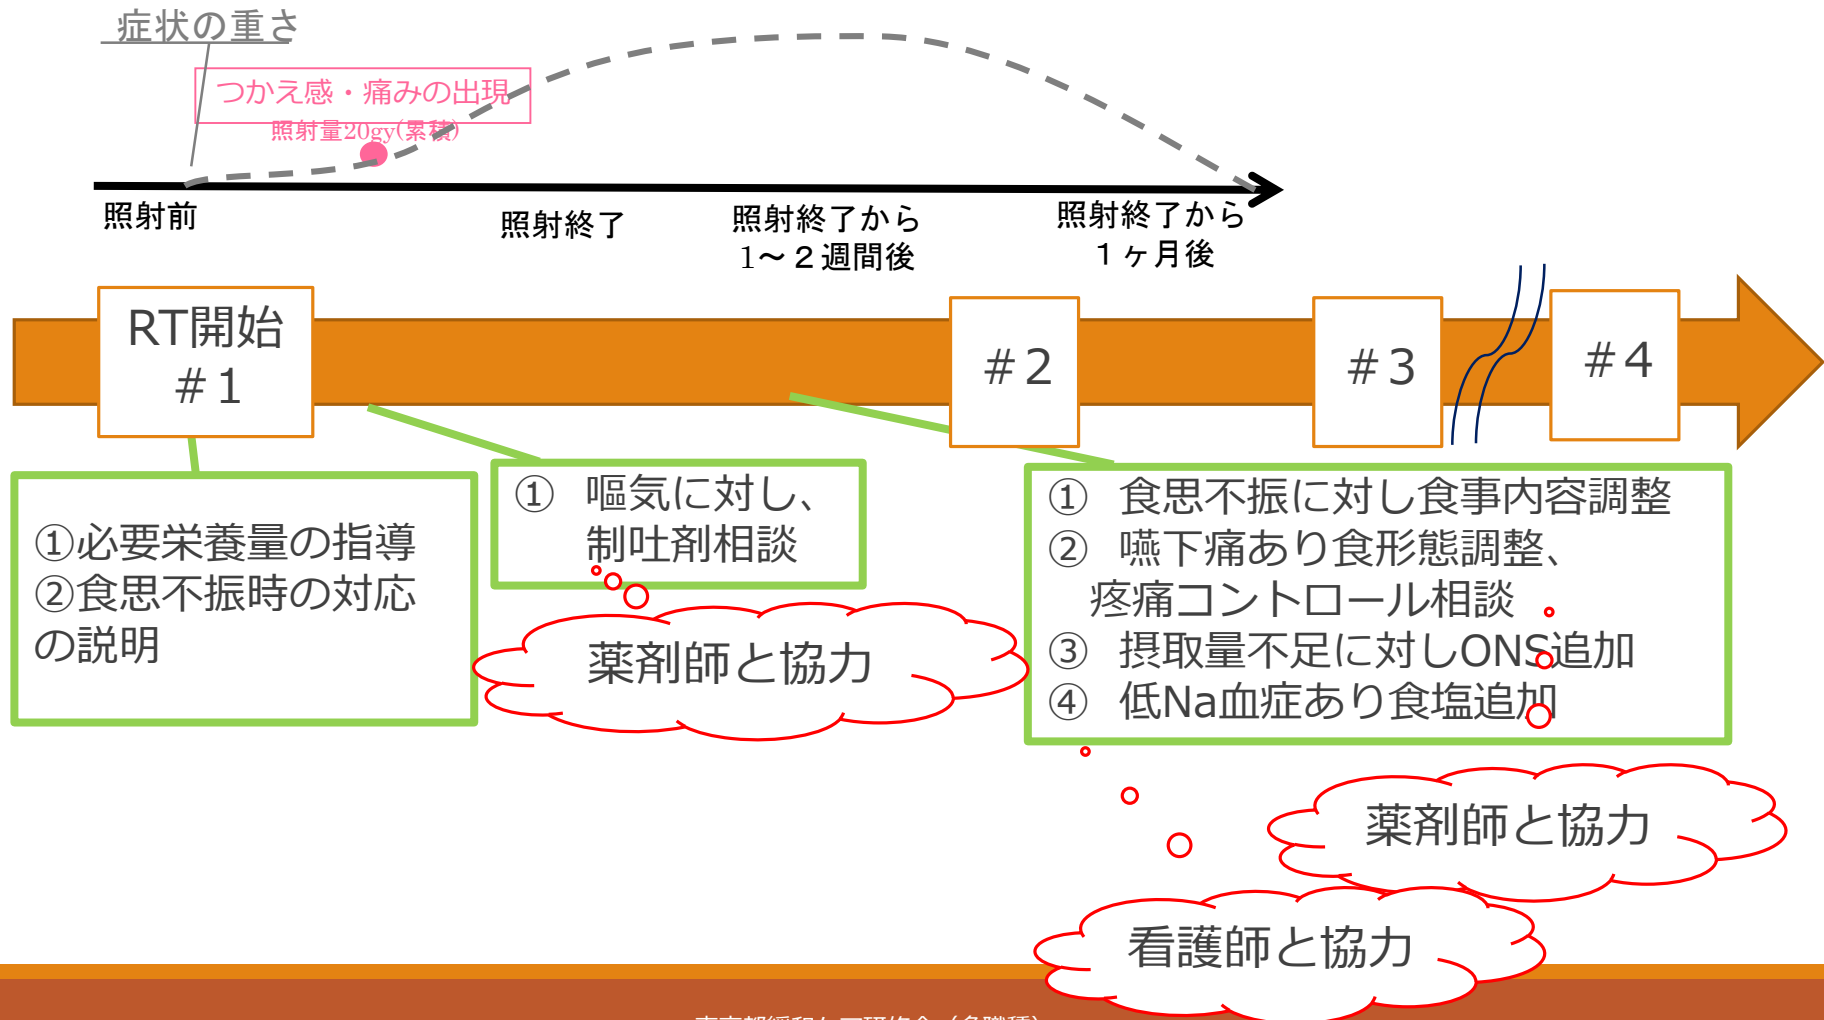 症状の重さ
つかえ感・痛みの出現
照射量20gy(累積)
照射前
照射終了
照射終了から
1～２週間後
照射終了から
１ヶ月後
RT開始
＃1
＃2
＃3
＃4
①必要栄養量の指導
②食思不振時の対応
の説明
① 嘔気に対し、
制吐剤相談
薬剤師と協力
① 食思不振に対し食事内容調整
② 嚥下痛あり食形態調整、
疼痛コントロール相談
③ 摂取量不足に対しONS追加
④ 低Na血症あり食塩追加
薬剤師と協力
看護師と協力